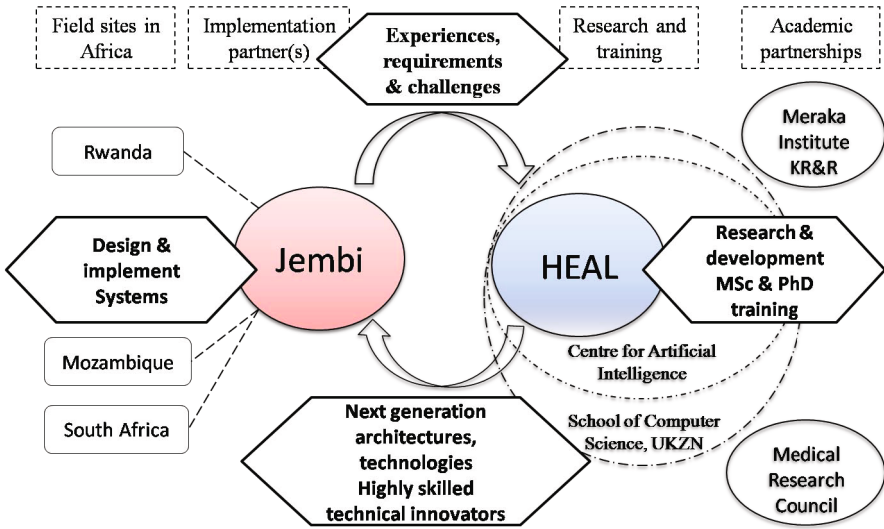 Field sites in
Africa
Implementation
partner(s)
Experiences,
requirements
& challenges
Research and
training
Academic
partnerships
Meraka
Institute
KR&R
Rwanda
Design &
implement
Systems
Jembi
HEAL
Research &
development
MSc & PhD
training
Mozambique
South Africa
Centre for Artificial
Intelligence
School of Computer
Science, UKZN
Next generation
architectures,
technologies
Highly skilled
technical innovators
Medical
Research
Council